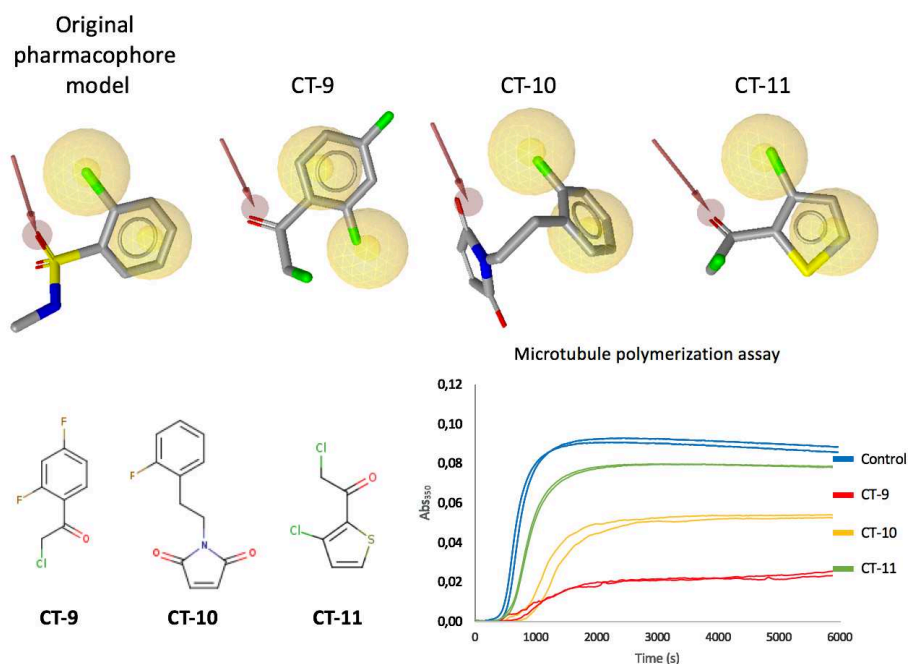 Original
pharmacophore
model
CT-9
CT-10
CT-11
Microtubule polymerization assay
0,12
0,10
0,08
0,06
0,04
0,02
0,00
Abs350
0
1000
2000
3000
4000
5000
6000
Time (s)
Control
CT-9
CT-10
CT-11
F
F
O
Cl
CT-9
F
O
N
O
CT-10
Cl
O
Cl
S
CT-11